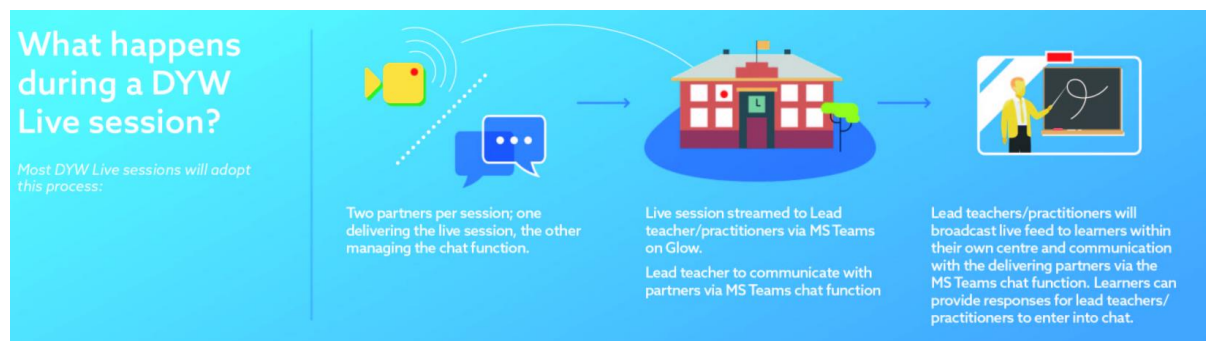 What happens
during a DYW
Live session?
Most DYW Live sessions will adopt
this process:
Two partners per session; one
delivering the live session, the other
managing the chat function.
Live session streamed to Lead
teacher/practitioners via MS Teams
on Glow.
Lead teacher to communicate with
partners via MS Teams chat function
Lead teachers/practitioners will
broadcast live feed to learners within
their own centre and communication
with the delivering partners via the
MS Teams chat function. Learners can
provide responses for lead teachers/
practitioners to enter into chat.